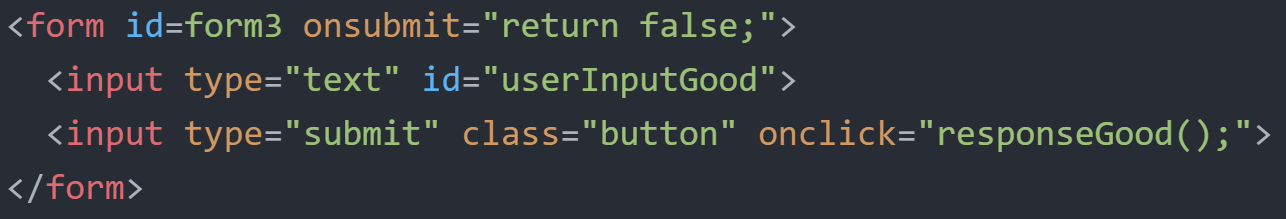 <form id=form3 onsubmit="return false;">
<input type="text" id="userInputGood">
<input type="submit" class="button" onclick="responseGood();">
</form>